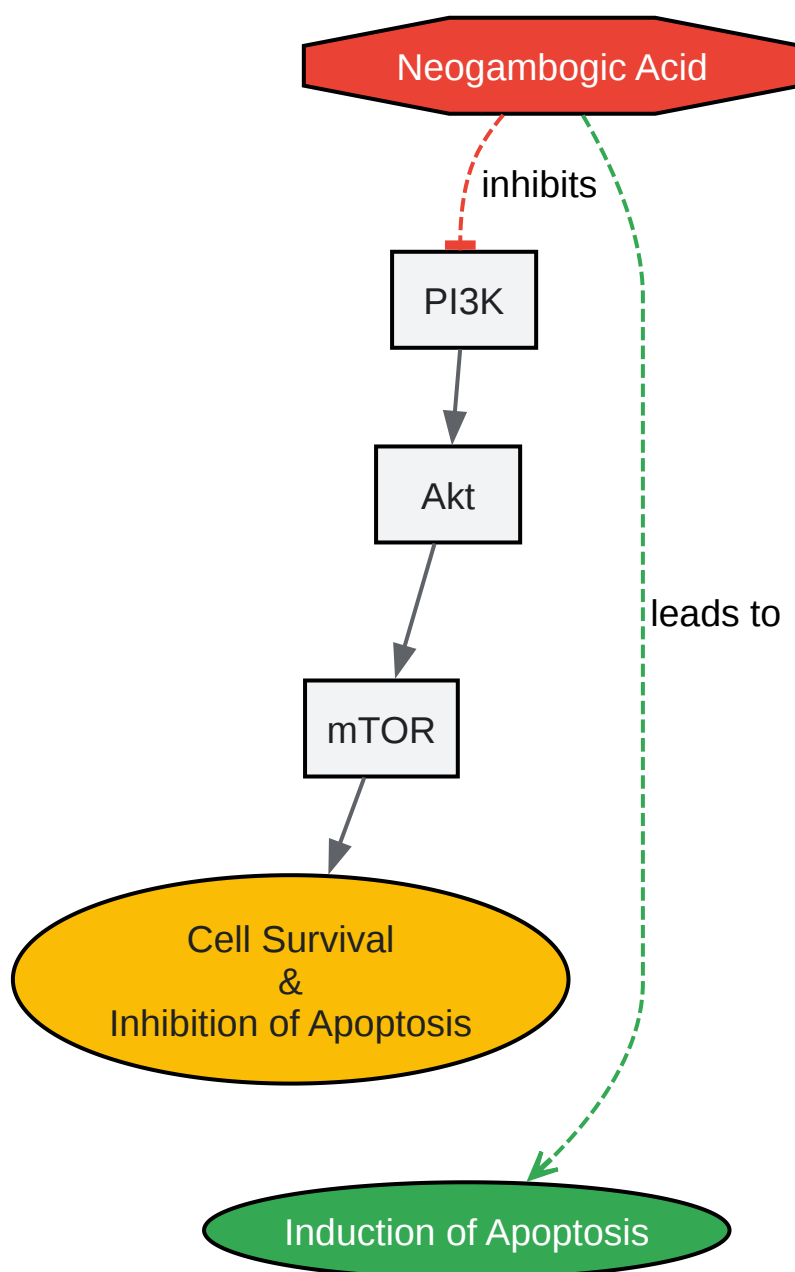 Neogambogic Acid
inhibits
PI3K
Akt
leads to
mTOR
Cell Survival
&
Inhibition of Apoptosis
Induction of Apoptosis